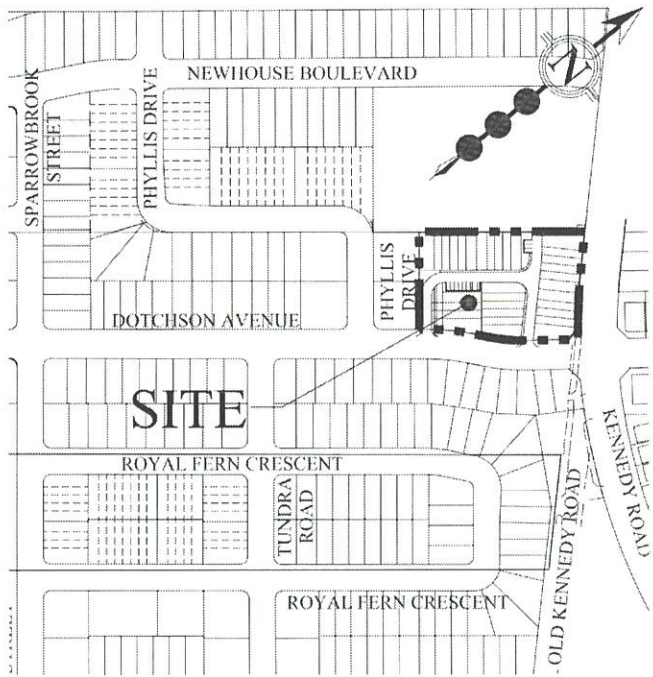 NEWHOUSE BOULEVARD
N
SPARROWBROOK
STREET
PHYLLIS DRIVE
PHYLLIS
DRIVE
DOTCHSON AVENUE
SITE
ROYAL FERN CRESCENT
TUNDRA
ROAD
KENNEDY ROAD
OLD KENNEDY ROAD
ROYAL FERN CRESCENT